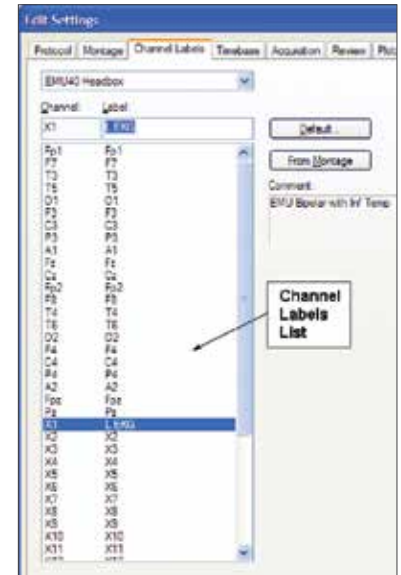 Edit Settings
Protocol Montage Channel Labels Timebase Acquisition Review
EMU40 Headbox
Channel: Label:
X1 L EKG
Default...
From Montage
Comment:
EMU Bipolar with Inf Temp
Fp1 Fp1
F7 F7
T3 T3
T5 T5
O1 O1
F3 F3
C3 C3
P3 P3
A1 A1
Fz Fz
Cz Cz
Fp2 Fp2
F8 F8
T4 T4
T6 T6
O2 O2
F4 F4
C4 C4
P4 P4
A2 A2
Fpz Fpz
Pz Pz
X1 L EKG
X2 X2
X3 X3
X4 X4
X5 X5
X6 X6
X7 X7
X8 X8
X9 X9
X10 X10
X11 X11
Channel
Labels
List